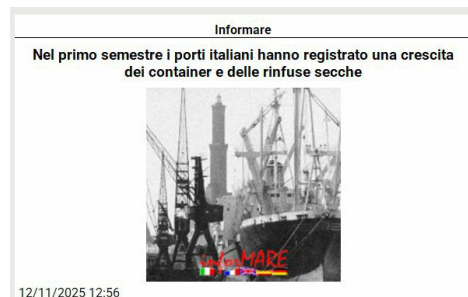 Informare
Nel primo semestre i porti italiani hanno registrato una crescita
dei container e delle rinfuse secche
inforMARE
12/11/2025 12:56